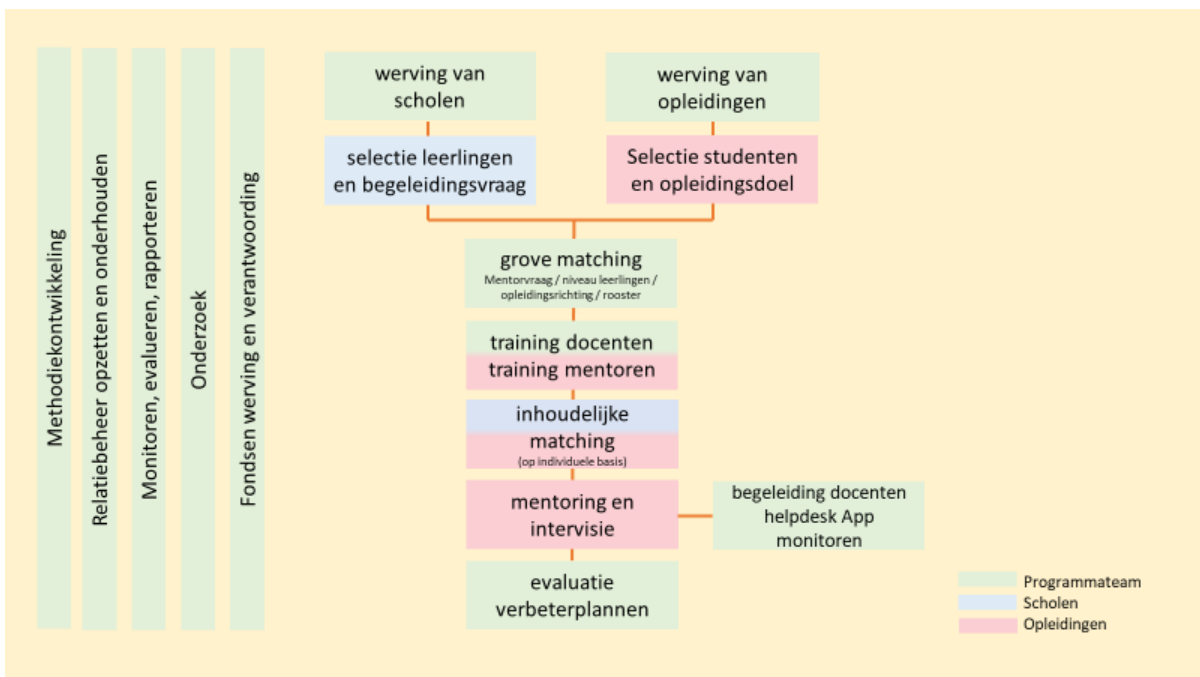 Methodiekontwikkeling
Relatiebeheer opzetten en onderhouden
Monitoren, evalueren, rapporteren
Onderzoek
Fondsen werving en verantwoording
werving van
scholen
werving van
opleidingen
selectie leerlingen
en begeleidingsvraag
Selectie studenten
en opleidingsdoel
grove matching
Mentorvraag / niveau leerlingen /
opleidingsrichting / rooster
training docenten
training mentoren
inhoudelijke
matching
(op individuele basis)
mentoring en
intervisie
begeleiding docenten
helpdesk App
monitoren
evaluatie
verbeterplannen
Programmateam
Scholen
Opleidingen